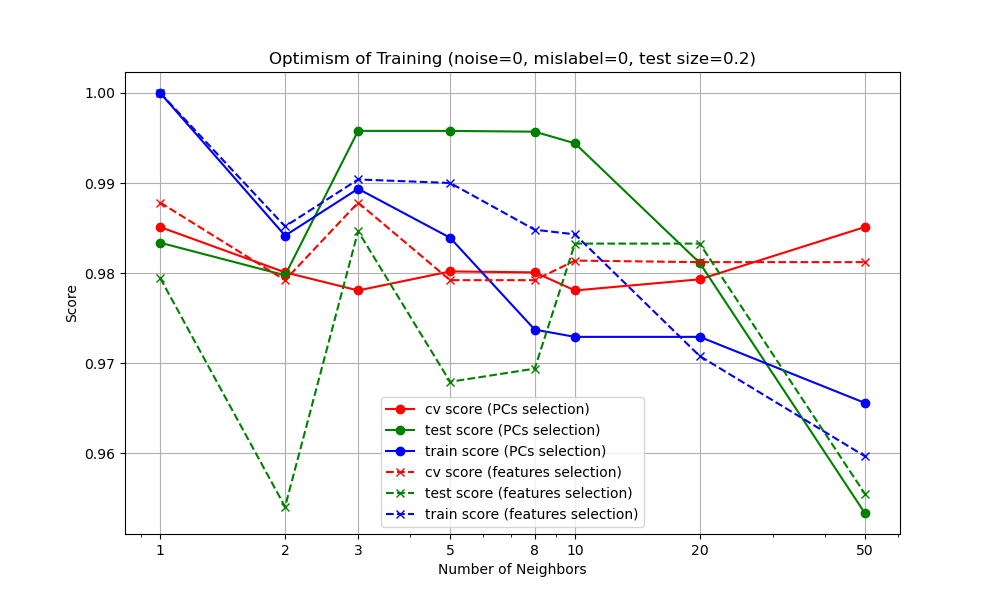 Optimism of Training (noise=0, mislabel=0, test size=0.2)
1.00
0.99
0.98
0.97
0.96
Score
cv score (PCs selection)
test score (PCs selection)
train score (PCs selection)
cv score (features selection)
test score (features selection)
train score (features selection)
1 2 3 5 8 10 20 50
Number of Neighbors